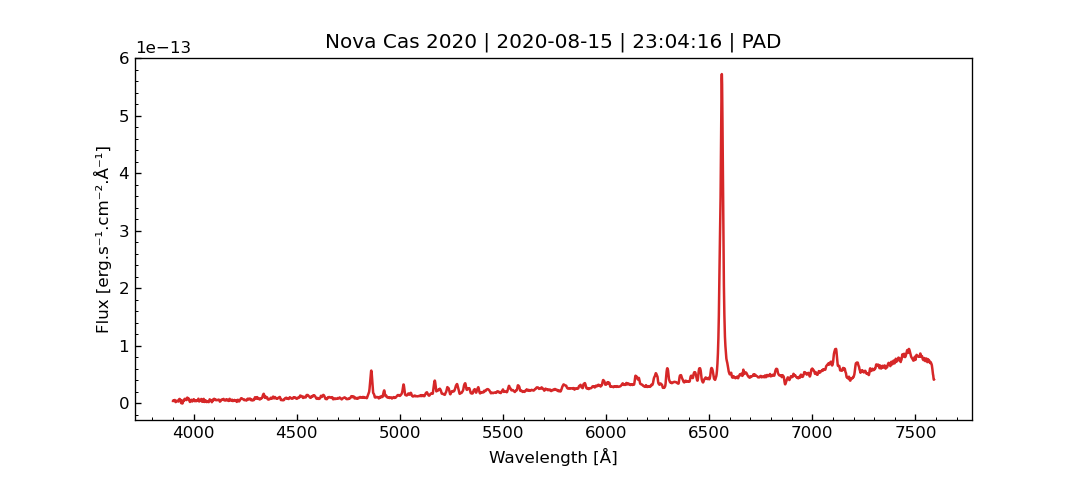 Nova Cas 2020 | 2020-08-15 | 23:04:16 | PAD
1e−13
6
5
4
3
2
1
0
Flux [erg.s⁻¹.cm⁻².Å⁻¹]
4000 4500 5000 5500 6000 6500 7000 7500
Wavelength [Å]